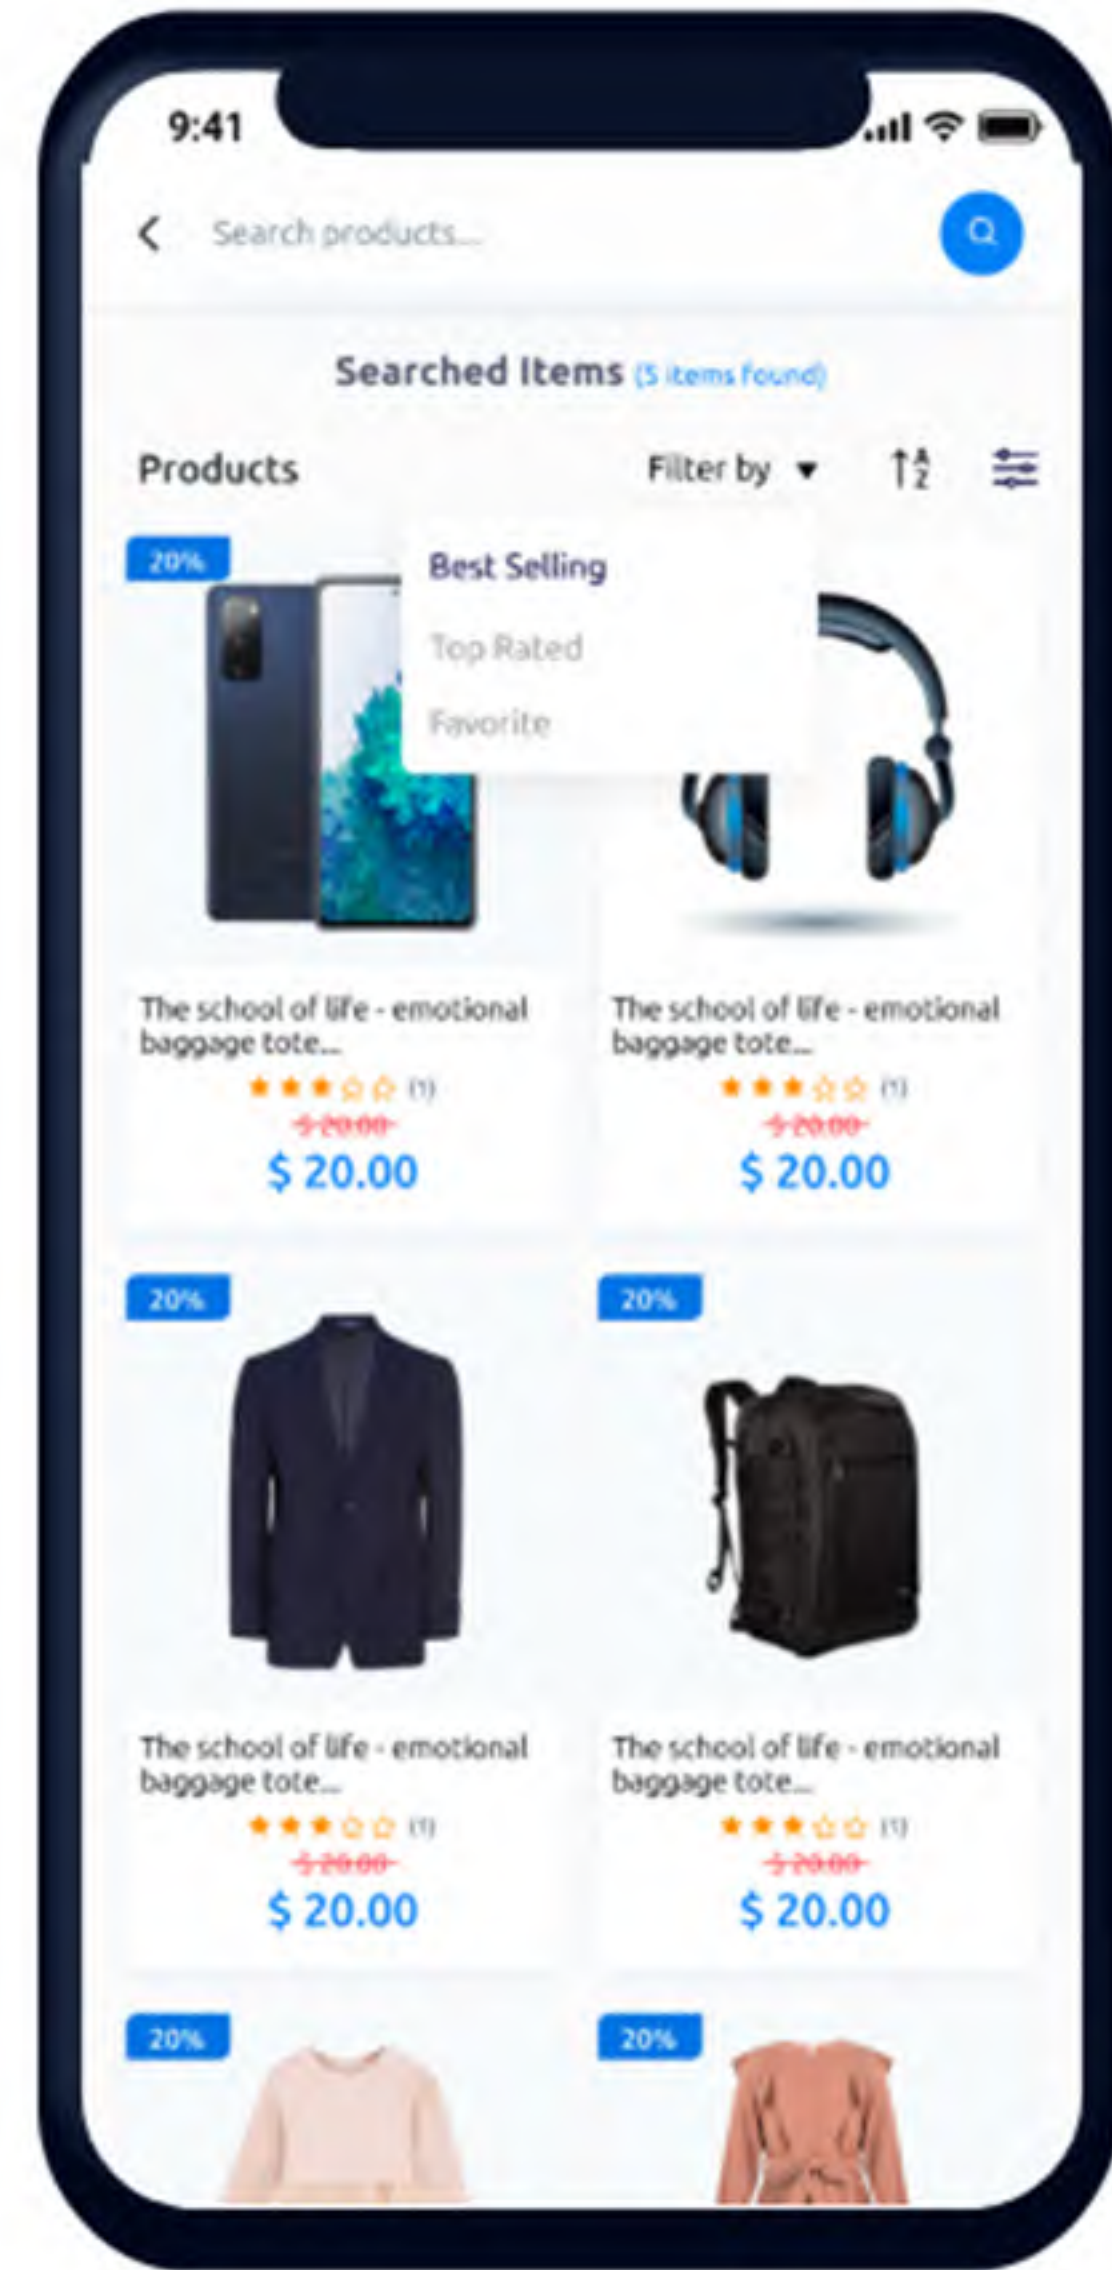 9:41
Search products...
Searched Items (5 items found)
Products Filter by
A
Z
20%
Best Selling
Top Rated
Favorite
The school of life - emotional
baggage tote...
(1)
$ 20.00
$ 20.00
The school of life - emotional
baggage tote...
(1)
$ 20.00
$ 20.00
20%
The school of life - emotional
baggage tote...
(1)
$ 20.00
$ 20.00
20%
The school of life - emotional
baggage tote...
(1)
$ 20.00
$ 20.00
20%
20%